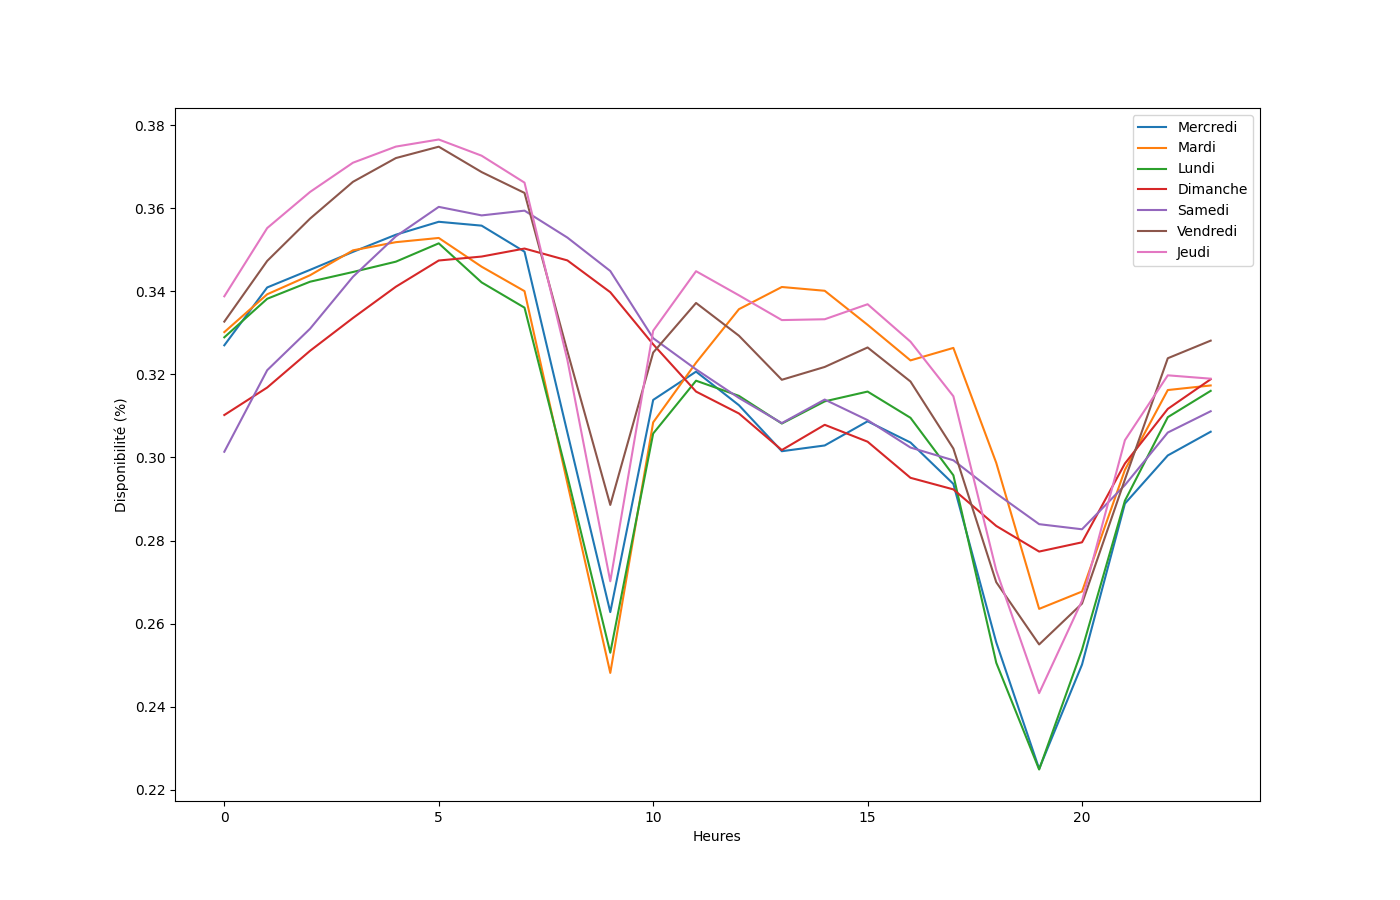 Mercredi
Mardi
Lundi
Dimanche
Samedi
Vendredi
Jeudi
0.38
0.36
0.34
0.32
0.30
0.28
0.26
0.24
0.22
Disponibilité (%)
0 5 10 15 20
Heures